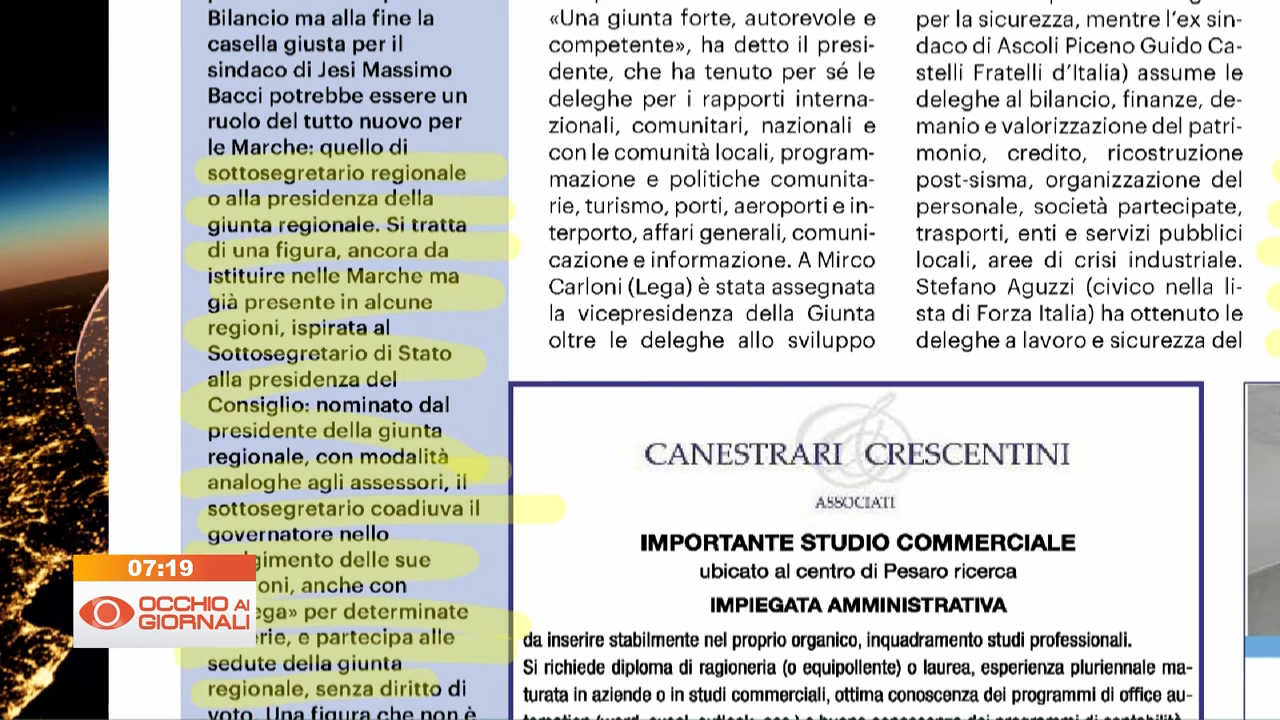 Bilancio ma alla fine la
casella giusta per il
sindaco di Jesi Massimo
Bacci potrebbe essere un
ruolo del tutto nuovo per
le Marche: quello di
sottosegretario regionale
o alla presidenza della
giunta regionale. Si tratta
di una figura, ancora da
istituire nelle Marche ma
già presente in alcune
regioni, ispirata al
Sottosegretario di Stato
alla presidenza del
Consiglio: nominato dal
presidente della giunta
regionale, con modalità
analoghe agli assessori, il
sottosegretario coadiuva il
governatore nello
gimento delle sue
oni, anche con
ega» per determinate
erie, e partecipa alle
sedute della giunta
regionale, senza diritto di
voto. Una figura che non è
«Una giunta forte, autorevole e
competente», ha detto il presi-
dente, che ha tenuto per sé le
deleghe per i rapporti interna-
zionali, comunitari, nazionali e
con le comunità locali, program-
mazione e politiche comunita-
rie, turismo, porti, aeroporti e in-
terporto, affari generali, comuni-
cazione e informazione. A Mirco
Carloni (Lega) è stata assegnata
la vicepresidenza della Giunta
oltre le deleghe allo sviluppo
per la sicurezza, mentre l'ex sin-
daco di Ascoli Piceno Guido Ca-
stelli Fratelli d'Italia) assume le
deleghe al bilancio, finanze, de-
manio e valorizzazione del patri-
monio, credito, ricostruzione
post-sisma, organizzazione del
personale, società partecipate,
trasporti, enti e servizi pubblici
locali, aree di crisi industriale.
Stefano Aguzzi (civico nella li-
sta di Forza Italia) ha ottenuto le
deleghe a lavoro e sicurezza del
CANESTRARI CRESCENTINI
ASSOCIATI
IMPORTANTE STUDIO COMMERCIALE
ubicato al centro di Pesaro ricerca
IMPIEGATA AMMINISTRATIVA
da inserire stabilmente nel proprio organico, inquadramento studi professionali.
Si richiede diploma di ragioneria (o equipollente) o laurea, esperienza pluriennale ma-
turata in aziende o in studi commerciali, ottima conoscenza dei programmi di office au-
07:19
OCCHIO AI
GIORNALI